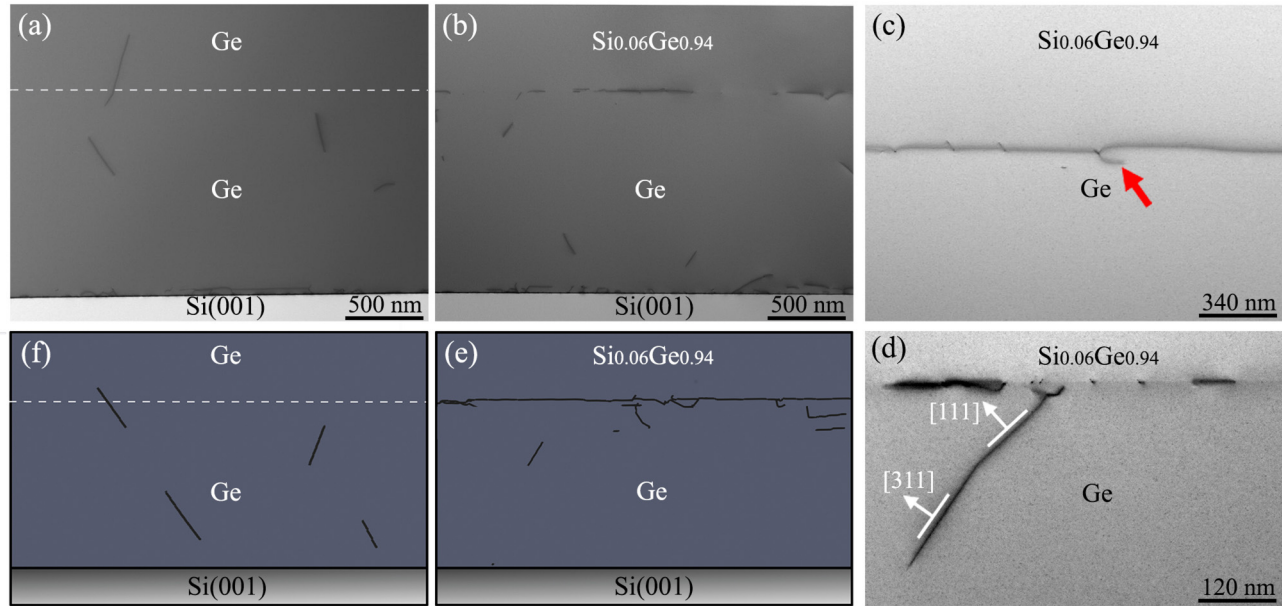 (a)
Ge
Ge
Si(001)
500 nm
(b)
Si0.06Ge0.94
Ge
Si(001)
500 nm
(c)
Si0.06Ge0.94
Ge
340 nm
(f)
Ge
Ge
Si(001)
(e)
Si0.06Ge0.94
Ge
Si(001)
(d)
Si0.06Ge0.94
[111]
[311]
Ge
120 nm